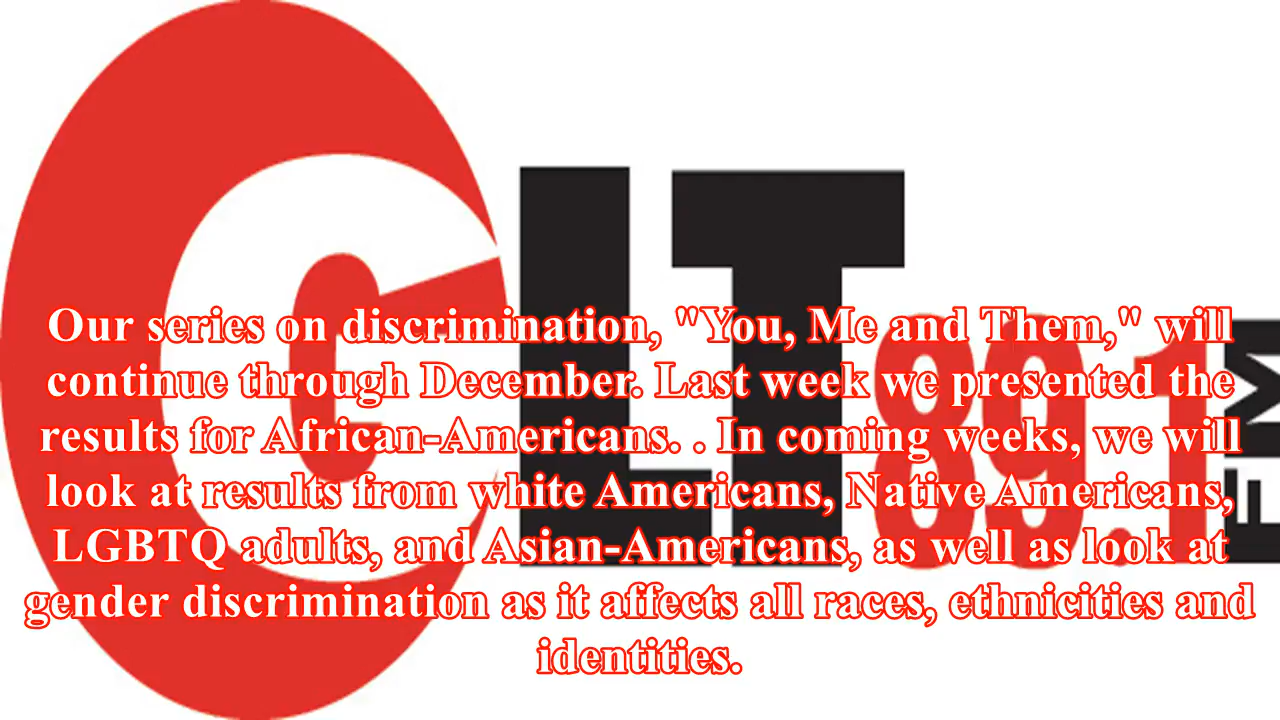 CLT
89.1
FM
Our series on discrimination, "You, Me and Them," will
continue through December. Last week we presented the
results for African-Americans. . In coming weeks, we will
look at results from white Americans, Native Americans,
LGBTQ adults, and Asian-Americans, as well as look at
gender discrimination as it affects all races, ethnicities and
identities.